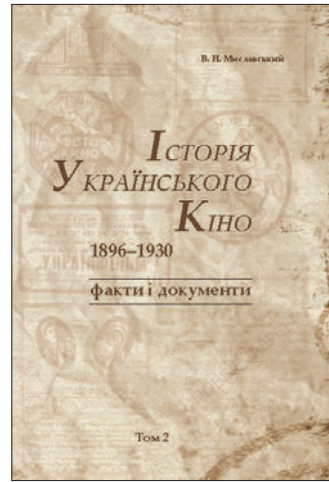 В. Н. Миславський
Історія
Українського
Кіно
1896–1930
факти і документи
Том 2